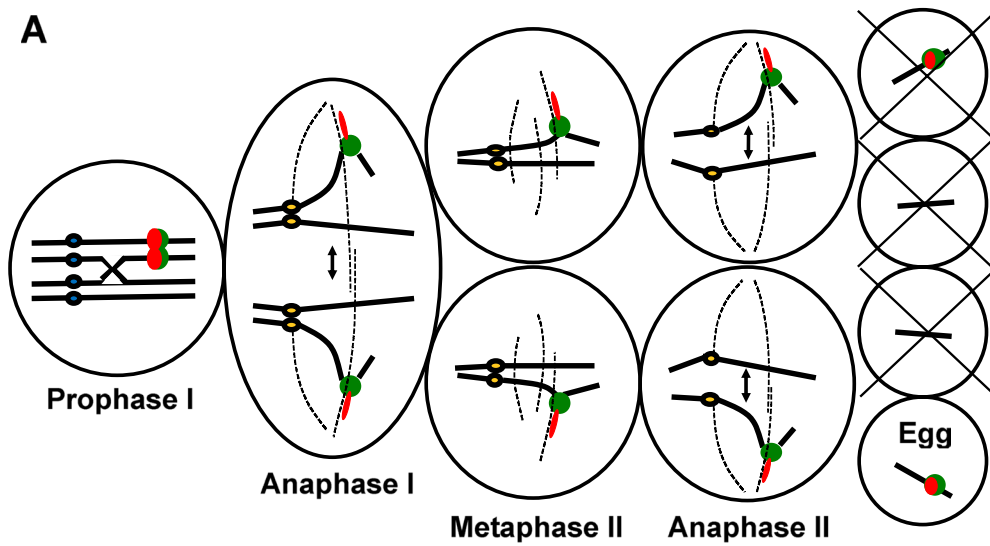 A
Prophase I
Anaphase I
Metaphase II
Anaphase II
Egg